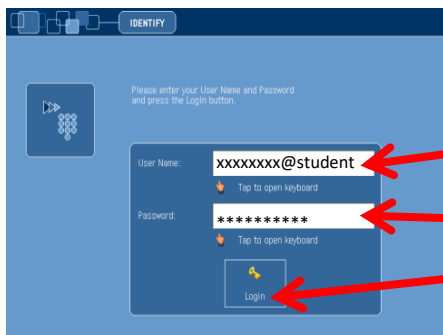 IDENTIFY
Please enter your User Name and Password
and press the Login button.
User Name:
xxxxxxxx@student
Tap to open keyboard
Password:
**********
Tap to open keyboard
Login